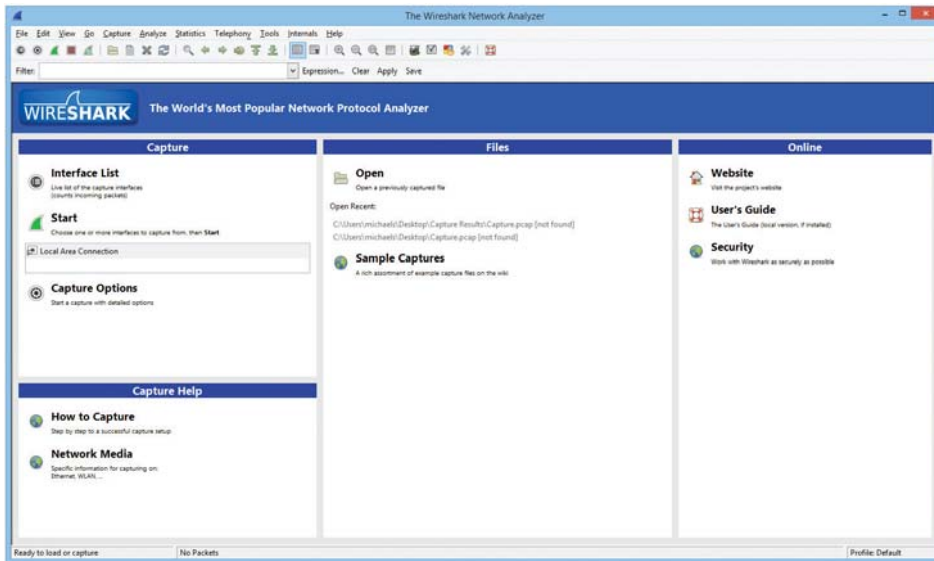 The Wireshark Network Analyzer
File Edit View Go Capture Analyze Statistics Telephony Tools Internals Help
Filter: Expression... Clear Apply Save
WIRESHARK The World's Most Popular Network Protocol Analyzer
Capture
Interface List
Live list of the capture interfaces
(counts incoming packets)
Start
Choose one or more interfaces to capture from, then Start
Local Area Connection
Capture Options
Start a capture with detailed options
Capture Help
How to Capture
Step by step to a successful capture setup
Network Media
Specific information for capturing on:
Ethernet, WLAN, ...
Files
Open
Open a previously captured file
Open Recent:
C:\Users\michaels\Desktop\Capture Results\Capture.pcap [not found]
C:\Users\michaels\Desktop\Capture.pcap [not found]
Sample Captures
A rich assortment of example capture files on the wiki
Online
Website
Visit the project's website
User's Guide
The User's Guide (local version, if installed)
Security
Work with Wireshark as securely as possible
Ready to load or capture No Packets Profile: Default